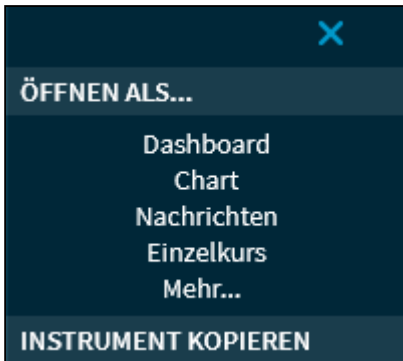 ÖFFNEN ALS...
Dashboard
Chart
Nachrichten
Einzelkurs
Mehr...
INSTRUMENT KOPIEREN